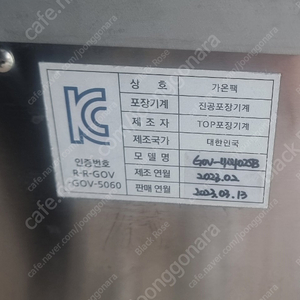 상 호 가온팩
포장기계 진공포장기계
제 조 자 TOP포장기계
제조국가 대한민국
모 델 명
제조 연월 2023.02
판매 연월 2023.03.13
인증번호
R-R-GOV
-GOV-5060
cafe.naver.com/joonggonara